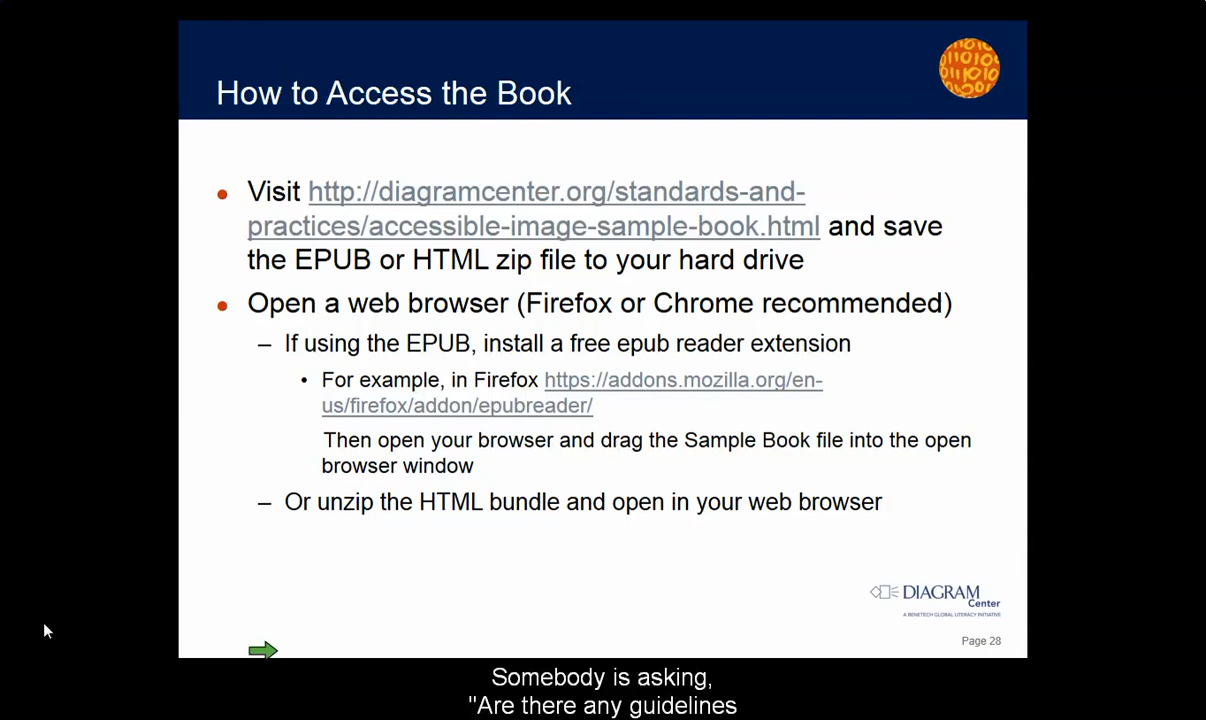 How to Access the Book
• Visit http://diagramcenter.org/standards-and-
practices/accessible-image-sample-book.html and save
the EPUB or HTML zip file to your hard drive
• Open a web browser (Firefox or Chrome recommended)
– If using the EPUB, install a free epub reader extension
• For example, in Firefox https://addons.mozilla.org/en-
us/firefox/addon/epubreader/
Then open your browser and drag the Sample Book file into the open
browser window
– Or unzip the HTML bundle and open in your web browser
DIAGRAM
Center
A BENETECH GLOBAL LITERACY INITIATIVE
Page 28
Somebody is asking,
"Are there any guidelines